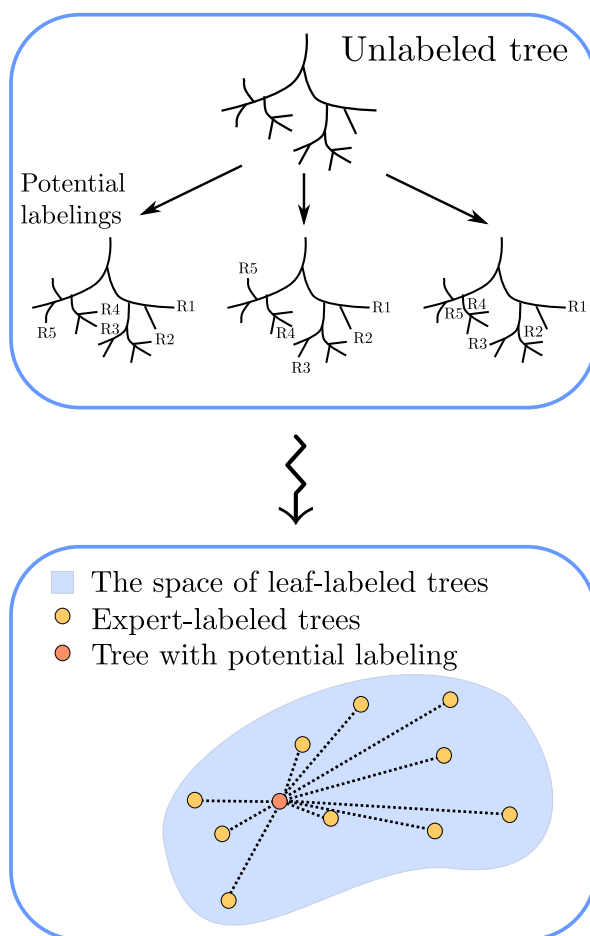 Unlabeled tree
Potential
labelings
R5
R4
R3
R1
R2
R5
R4
R3
R1
R2
R5
R4
R3
R2
R1
The space of leaf-labeled trees
Expert-labeled trees
Tree with potential labeling